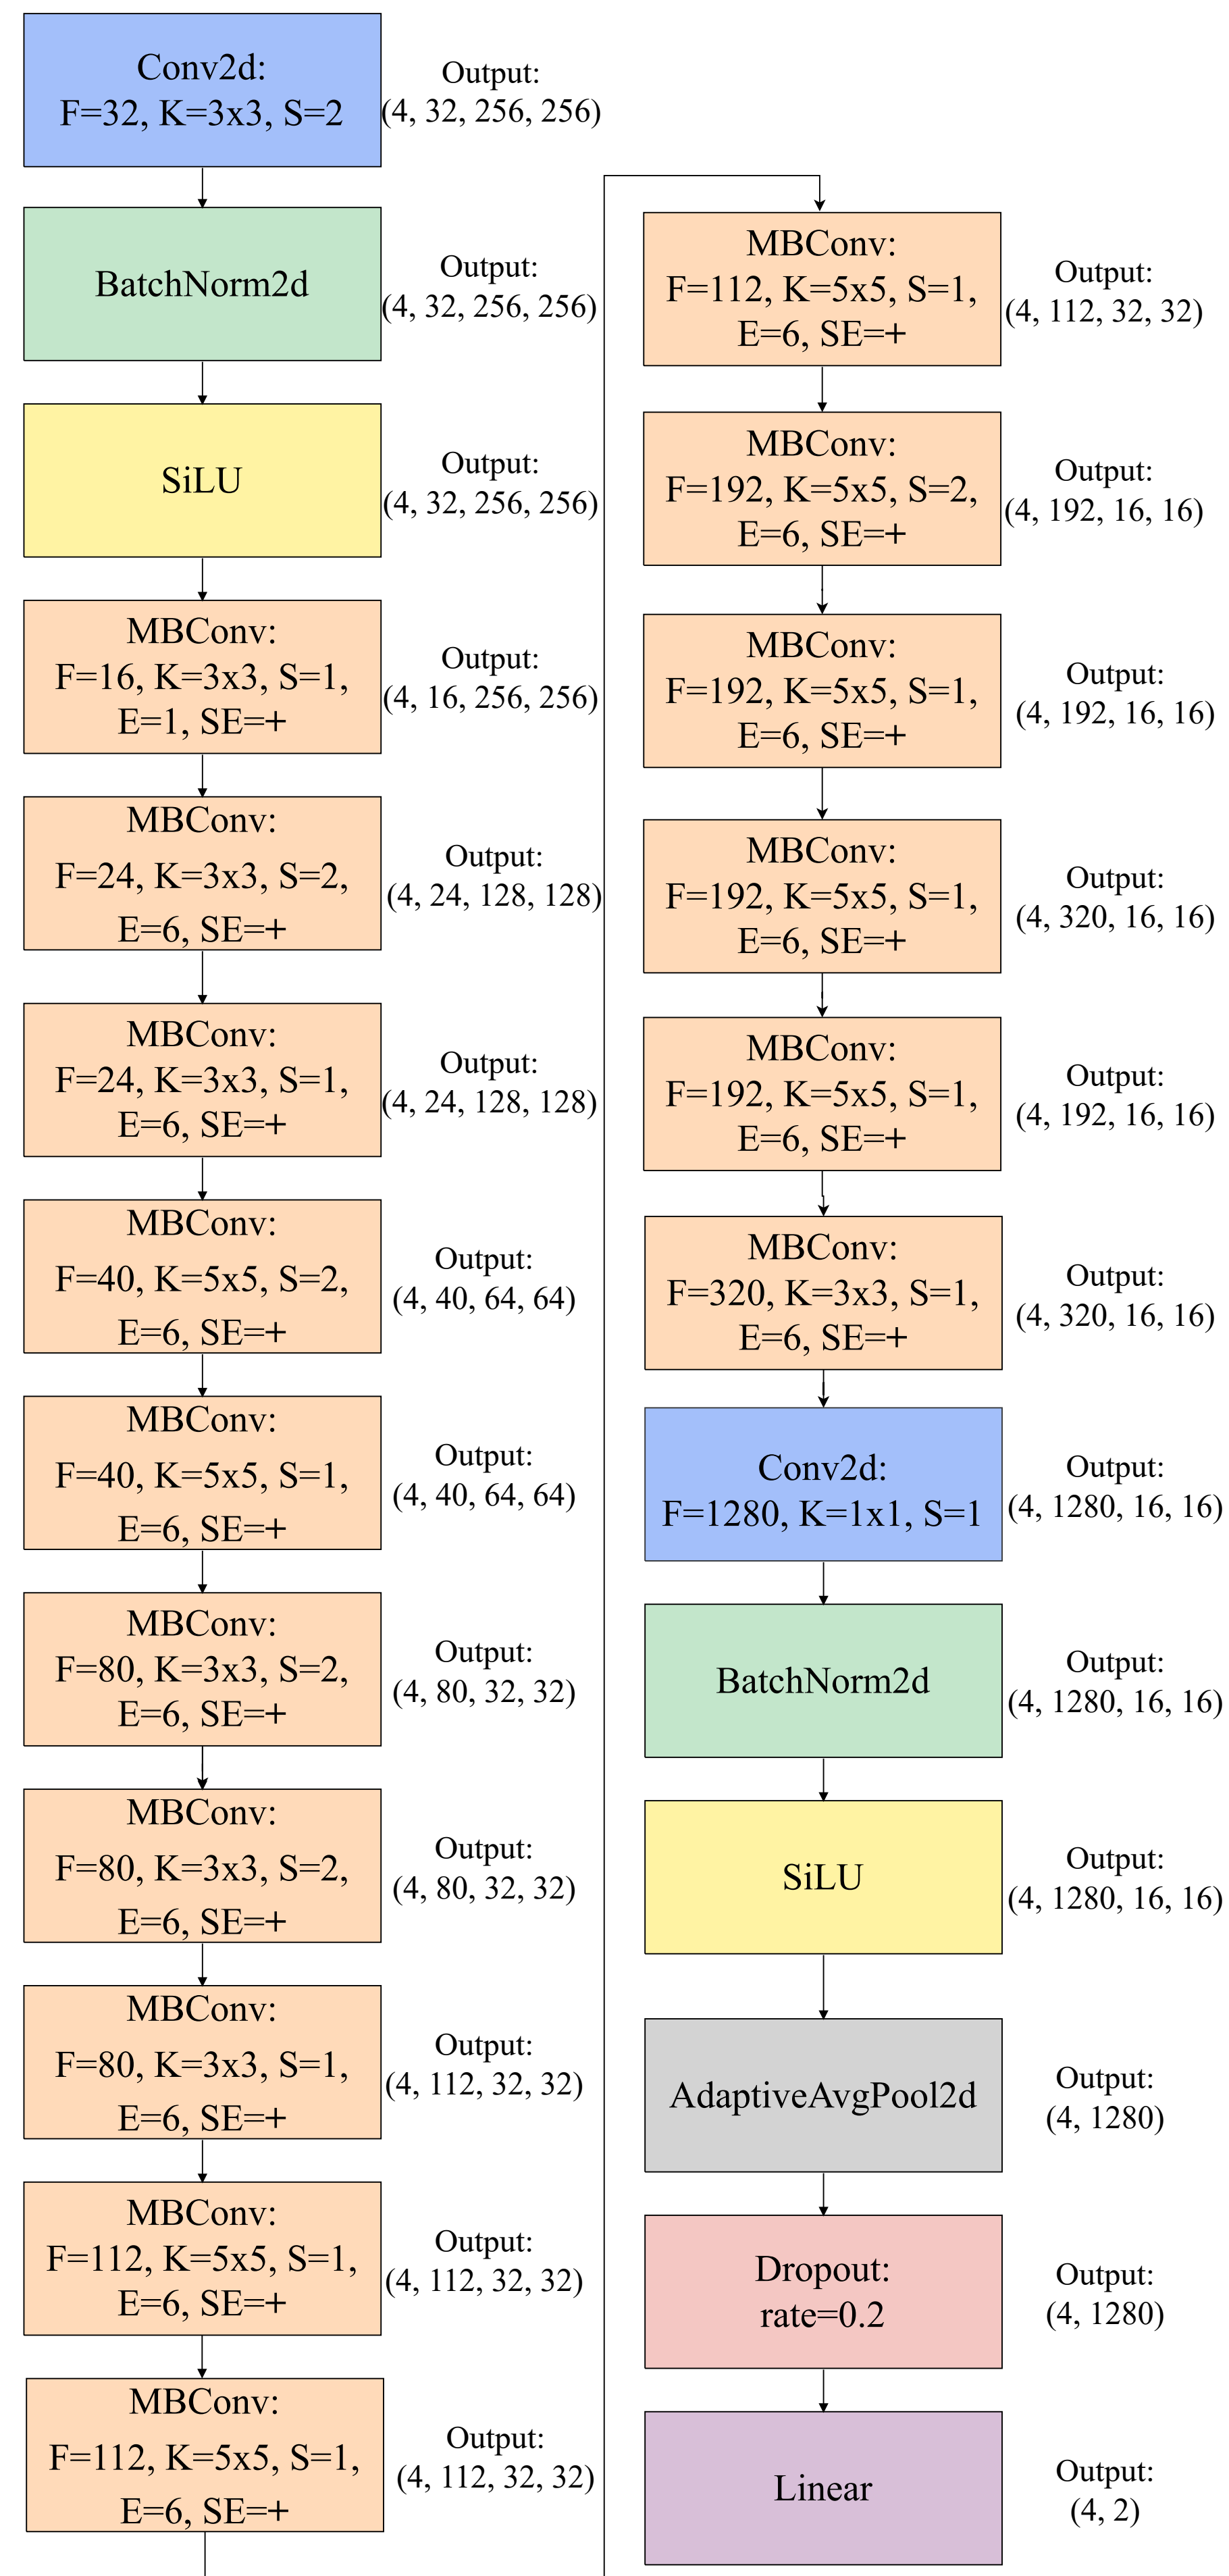 Conv2d:
F=32, K=3x3, S=2
Output:
(4, 32, 256, 256)
BatchNorm2d
Output:
(4, 32, 256, 256)
SiLU
Output:
(4, 32, 256, 256)
MBConv:
F=16, K=3x3, S=1,
E=1, SE=+
Output:
(4, 16, 256, 256)
MBConv:
F=24, K=3x3, S=2,
E=6, SE=+
Output:
(4, 24, 128, 128)
MBConv:
F=24, K=3x3, S=1,
E=6, SE=+
Output:
(4, 24, 128, 128)
MBConv:
F=40, K=5x5, S=2,
E=6, SE=+
Output:
(4, 40, 64, 64)
MBConv:
F=40, K=5x5, S=1,
E=6, SE=+
Output:
(4, 40, 64, 64)
MBConv:
F=80, K=3x3, S=2,
E=6, SE=+
Output:
(4, 80, 32, 32)
MBConv:
F=80, K=3x3, S=2,
E=6, SE=+
Output:
(4, 80, 32, 32)
MBConv:
F=80, K=3x3, S=1,
E=6, SE=+
Output:
(4, 112, 32, 32)
MBConv:
F=112, K=5x5, S=1,
E=6, SE=+
Output:
(4, 112, 32, 32)
MBConv:
F=112, K=5x5, S=1,
E=6, SE=+
Output:
(4, 112, 32, 32)
MBConv:
F=112, K=5x5, S=1,
E=6, SE=+
Output:
(4, 112, 32, 32)
MBConv:
F=192, K=5x5, S=2,
E=6, SE=+
Output:
(4, 192, 16, 16)
MBConv:
F=192, K=5x5, S=1,
E=6, SE=+
Output:
(4, 192, 16, 16)
MBConv:
F=192, K=5x5, S=1,
E=6, SE=+
Output:
(4, 320, 16, 16)
MBConv:
F=192, K=5x5, S=1,
E=6, SE=+
Output:
(4, 192, 16, 16)
MBConv:
F=320, K=3x3, S=1,
E=6, SE=+
Output:
(4, 320, 16, 16)
Conv2d:
F=1280, K=1x1, S=1
Output:
(4, 1280, 16, 16)
BatchNorm2d
Output:
(4, 1280, 16, 16)
SiLU
Output:
(4, 1280, 16, 16)
AdaptiveAvgPool2d
Output:
(4, 1280)
Dropout:
rate=0.2
Output:
(4, 1280)
Linear
Output:
(4, 2)